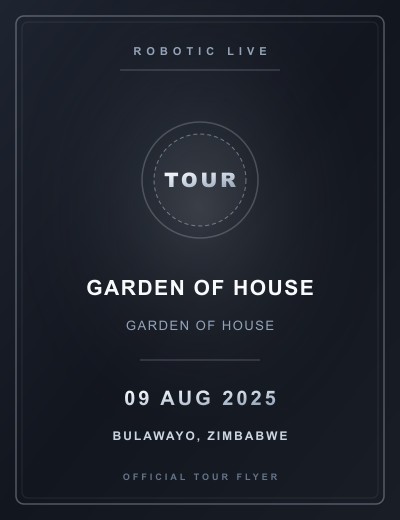 ROBOTIC LIVE
TOUR
GARDEN OF HOUSE
GARDEN OF HOUSE
09 AUG 2025
BULAWAYO, ZIMBABWE
OFFICIAL TOUR FLYER